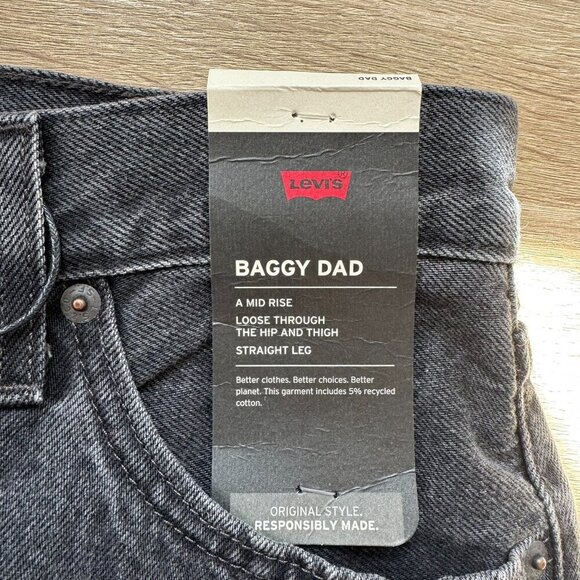 BAGGY DAD
Levi's
BAGGY DAD
A MID RISE
LOOSE THROUGH
THE HIP AND THIGH
STRAIGHT LEG
Better clothes. Better choices. Better
planet. This garment includes 5% recycled
cotton.
ORIGINAL STYLE.
RESPONSIBLY MADE.